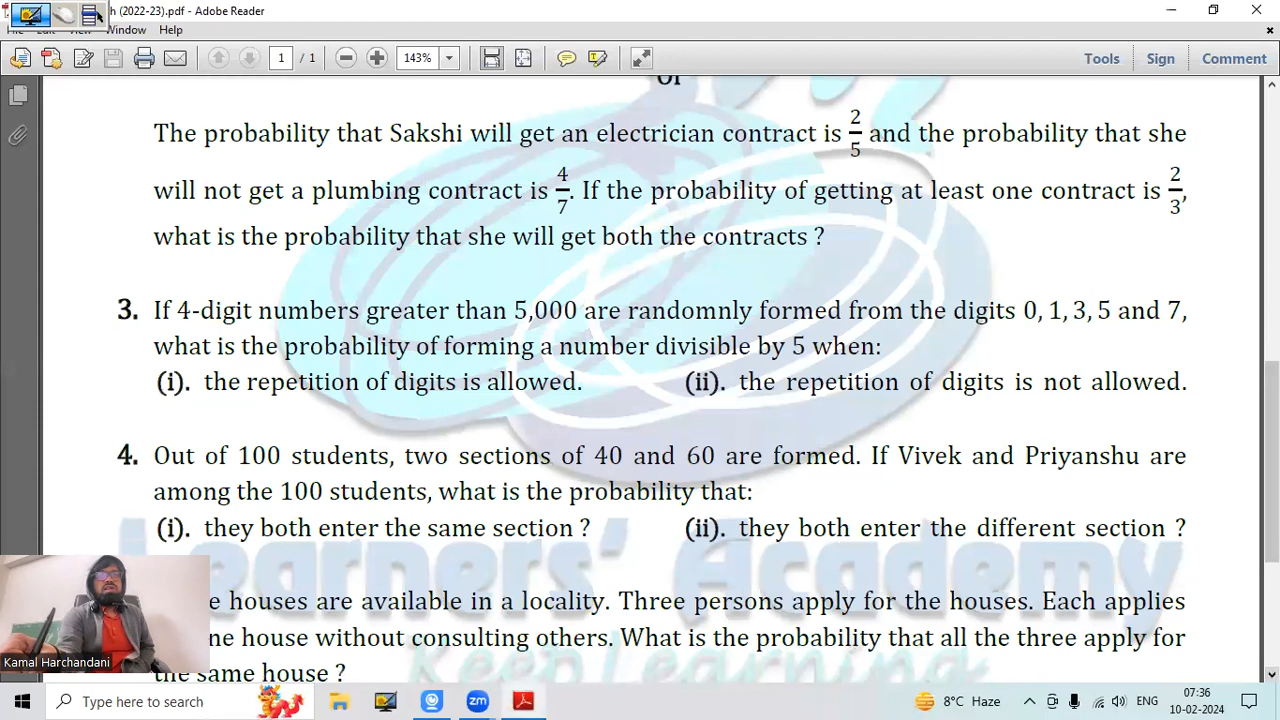 h (2022-23).pdf - Adobe Reader
Window Help
1 / 1 143% Tools Sign Comment
Or
The probability that Sakshi will get an electrician contract is 2/5 and the probability that she
will not get a plumbing contract is 4/7. If the probability of getting at least one contract is 2/3,
what is the probability that she will get both the contracts ?
3. If 4-digit numbers greater than 5,000 are randomnly formed from the digits 0, 1, 3, 5 and 7,
what is the probability of forming a number divisible by 5 when:
(i). the repetition of digits is allowed. (ii). the repetition of digits is not allowed.
4. Out of 100 students, two sections of 40 and 60 are formed. If Vivek and Priyanshu are
among the 100 students, what is the probability that:
(i). they both enter the same section ? (ii). they both enter the different section ?
Learners' Academy
e houses are available in a locality. Three persons apply for the houses. Each applies
ne house without consulting others. What is the probability that all the three apply for
Keep Learning
Kamal Harchandani
the same house ?
Type here to search
zm
8°C Haze
ENG
07:36
10-02-2024